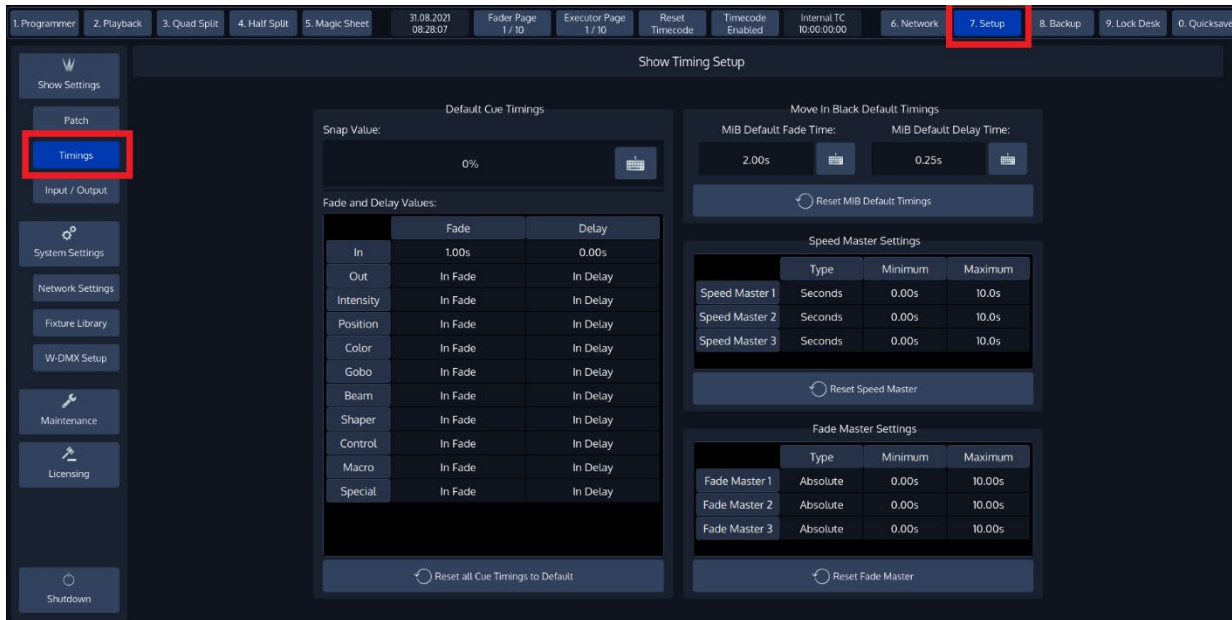 1. Programmer
2. Playback
3. Quad Split
4. Half Split
5. Magic Sheet
31.08.2021
08:28:07
Fader Page
1 / 10
Executor Page
1 / 10
Reset
Timecode
Timecode
Enabled
Internal TC
10:00:00:00
6. Network
7. Setup
8. Backup
9. Lock Desk
0. Quicksave
Show Settings
Patch
Timings
Input / Output
System Settings
Network Settings
Fixture Library
W-DMX Setup
Maintenance
Licensing
Shutdown
Show Timing Setup
Default Cue Timings
Snap Value:
0%
Fade and Delay Values:
Fade Delay
In 1.00s 0.00s
Out In Fade In Delay
Intensity In Fade In Delay
Position In Fade In Delay
Color In Fade In Delay
Gobo In Fade In Delay
Beam In Fade In Delay
Shaper In Fade In Delay
Control In Fade In Delay
Macro In Fade In Delay
Special In Fade In Delay
Reset all Cue Timings to Default
Move In Black Default Timings
MiB Default Fade Time: MiB Default Delay Time:
2.00s 0.25s
Reset MIB Default Timings
Speed Master Settings
Type Minimum Maximum
Speed Master 1 Seconds 0.00s 10.0s
Speed Master 2 Seconds 0.00s 10.0s
Speed Master 3 Seconds 0.00s 10.0s
Reset Speed Master
Fade Master Settings
Type Minimum Maximum
Fade Master 1 Absolute 0.00s 10.00s
Fade Master 2 Absolute 0.00s 10.00s
Fade Master 3 Absolute 0.00s 10.00s
Reset Fade Master